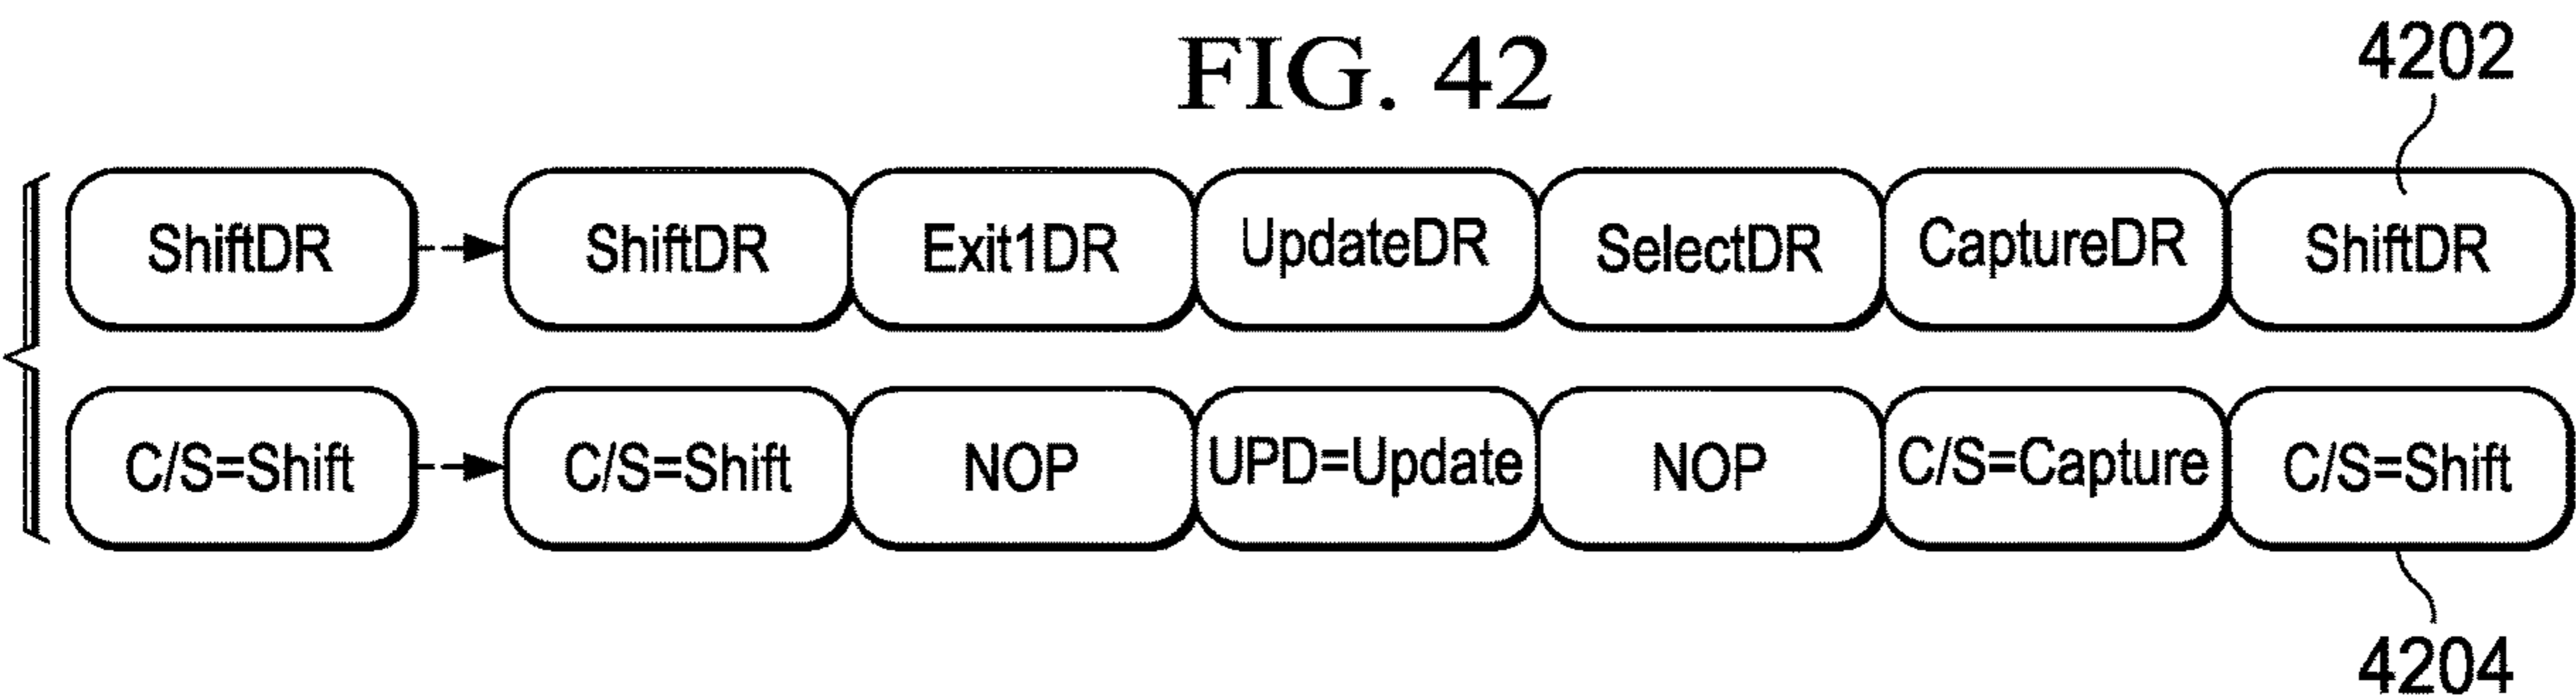 FIG. 42
4202
ShiftDR ShiftDR Exit1DR UpdateDR SelectDR CaptureDR ShiftDR
C/S=Shift C/S=Shift NOP UPD=Update NOP C/S=Capture C/S=Shift
4204